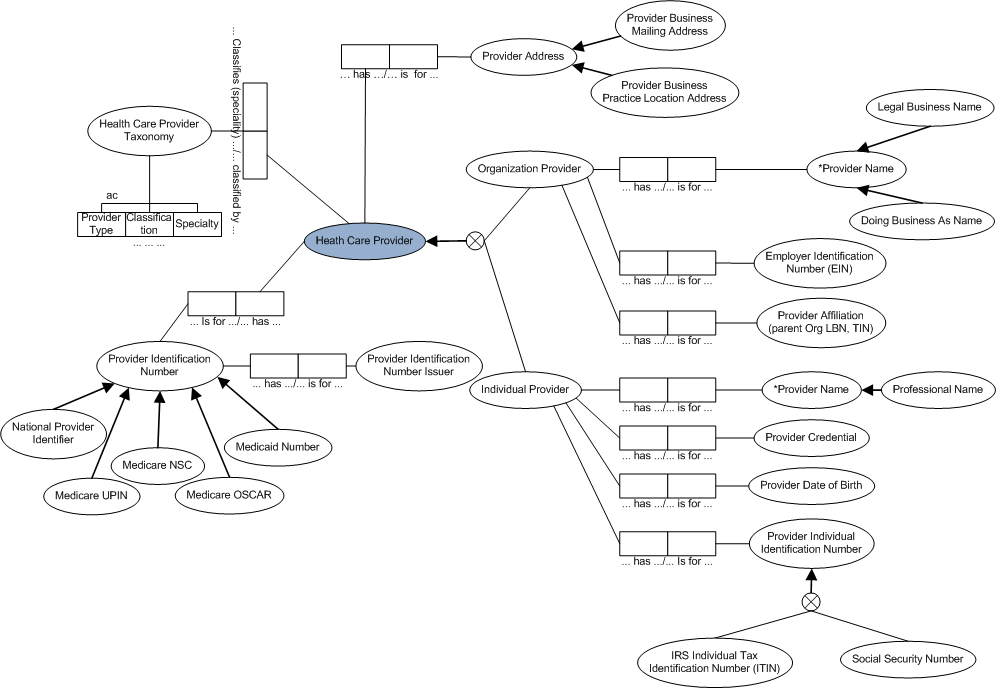 Provider Business
Mailing Address
... has .../... is for ...
Provider Address
Provider Business
Practice Location Address
... Classifies (speciality) .../... classified by ...
Health Care Provider
Taxonomy
ac
Provider
Type
Classifica
tion
Specialty
... ... ...
Heath Care Provider
Organization Provider
... has .../... is for ...
*Provider Name
Legal Business Name
Doing Business As Name
... has .../... is for ...
Employer Identification
Number (EIN)
... has .../... is for ...
Provider Affiliation
(parent Org LBN, TIN)
... Is for .../... has ...
Provider Identification
Number
... has .../... is for ...
Provider Identification
Number Issuer
National Provider
Identifier
Medicare UPIN
Medicare NSC
Medicare OSCAR
Medicaid Number
Individual Provider
... has .../... is for ...
*Provider Name
Professional Name
... has .../... is for ...
Provider Credential
... has .../... is for ...
Provider Date of Birth
... has .../... Is for ...
Provider Individual
Identification Number
IRS Individual Tax
Identification Number (ITIN)
Social Security Number